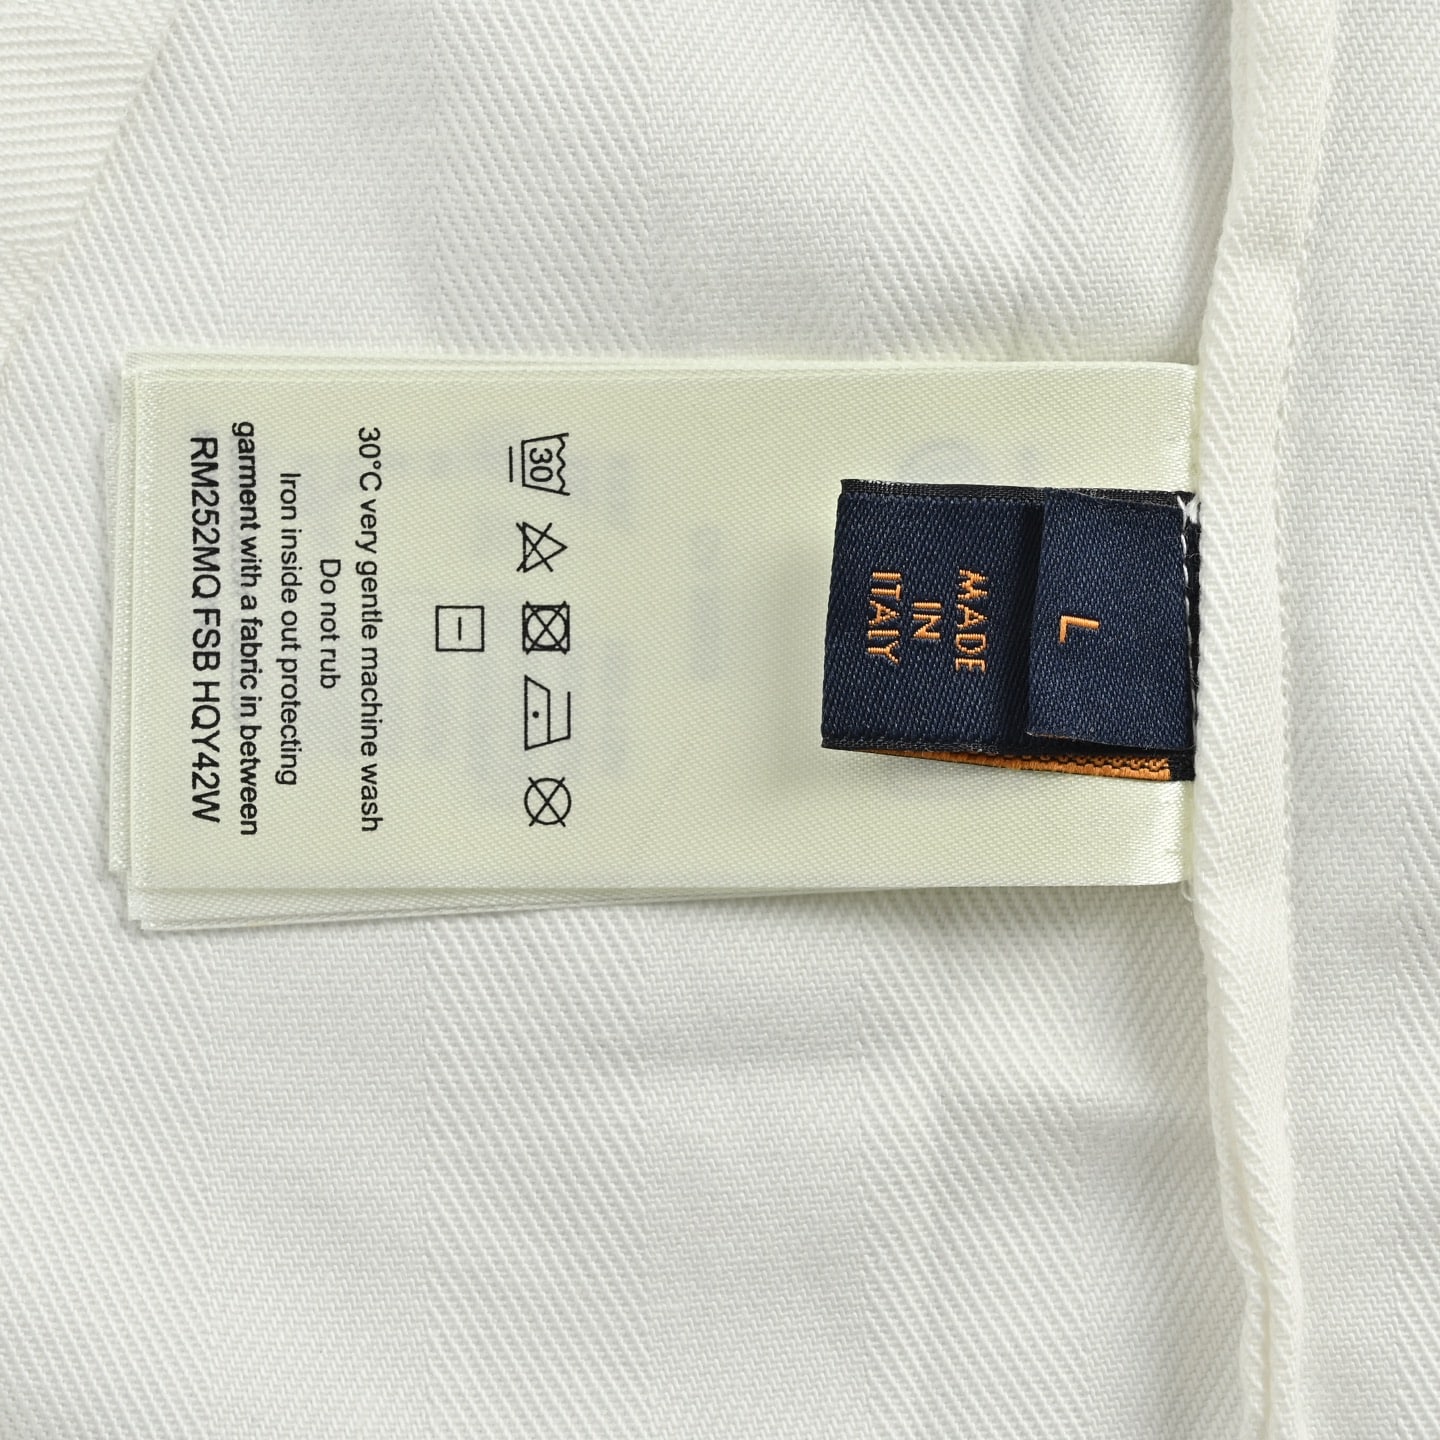 L
MADE
IN
ITALY
30
30°C very gentle machine wash
Do not rub
Iron inside out protecting
garment with a fabric in between
RM252MQ FSB HQY42W